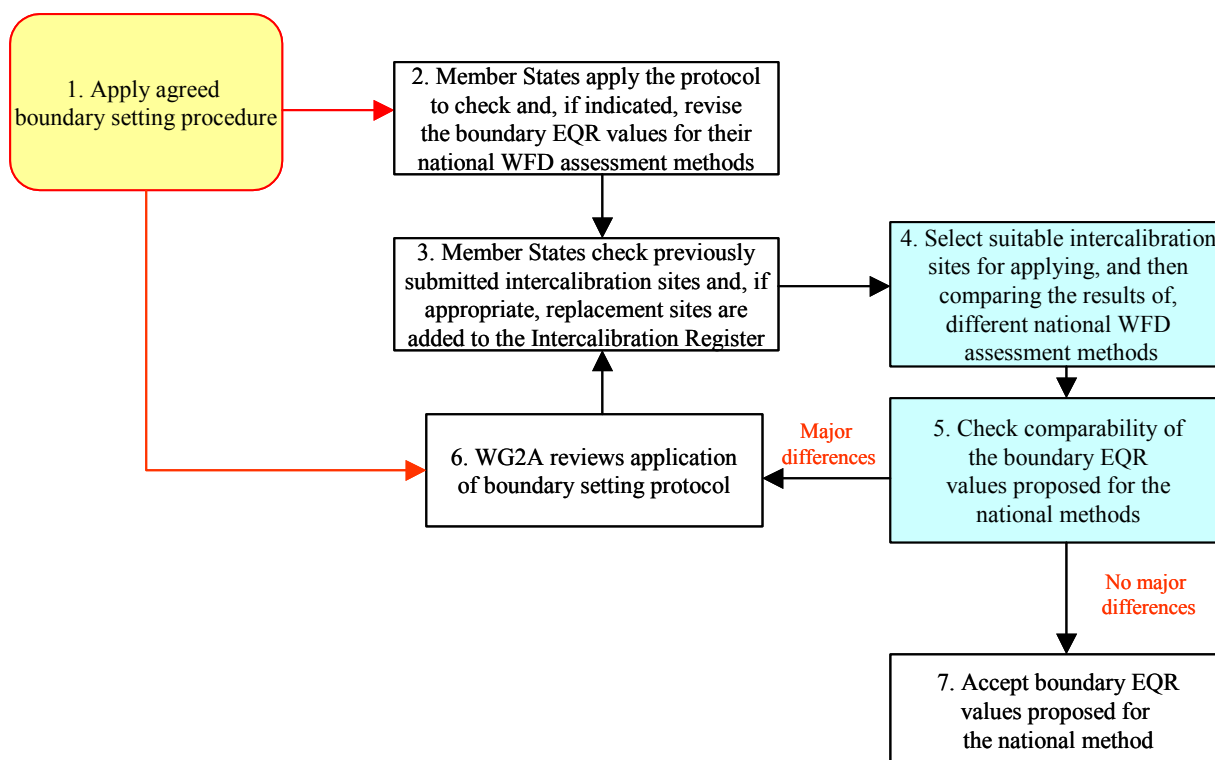 1. Apply agreed
boundary setting procedure
2. Member States apply the protocol
to check and, if indicated, revise
the boundary EQR values for their
national WFD assessment methods
3. Member States check previously
submitted intercalibration sites and, if
appropriate, replacement sites are
added to the Intercalibration Register
4. Select suitable intercalibration
sites for applying, and then
comparing the results of,
different national WFD
assessment methods
5. Check comparability of
the boundary EQR
values proposed for the
national methods
Major
differences
6. WG2A reviews application
of boundary setting protocol
No major
differences
7. Accept boundary EQR
values proposed for
the national method